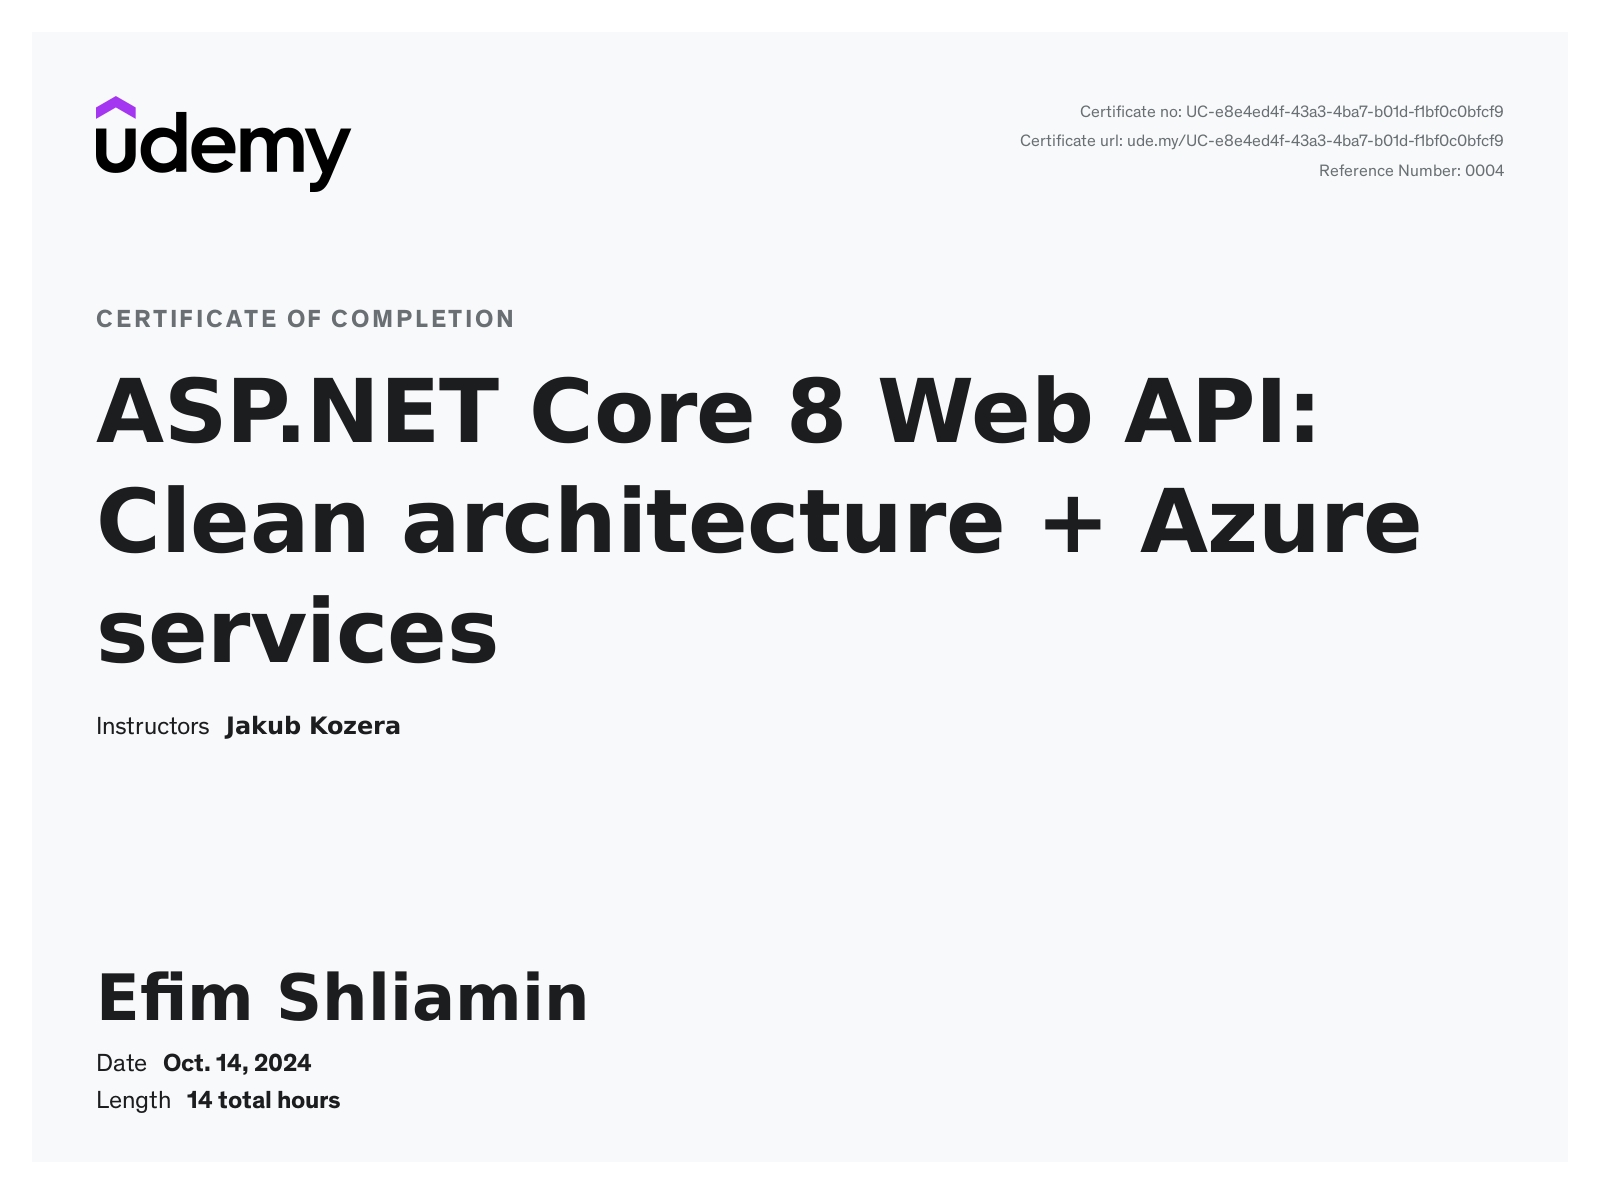 udemy
Certificate no: UC-e8e4ed4f-43a3-4ba7-b01d-f1bf0c0bfcf9
Certificate url: ude.my/UC-e8e4ed4f-43a3-4ba7-b01d-f1bf0c0bfcf9
Reference Number: 0004
CERTIFICATE OF COMPLETION
ASP.NET Core 8 Web API:
Clean architecture + Azure
services
Instructors Jakub Kozera
Efim Shliamin
Date Oct. 14, 2024
Length 14 total hours